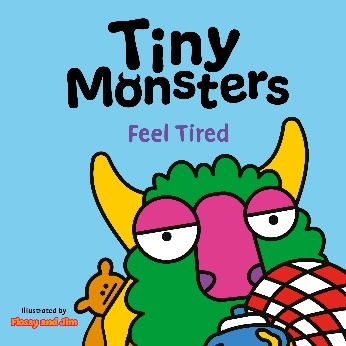 Tiny
Monsters
Feel Tired
Illustrated by
Flossy and Jim